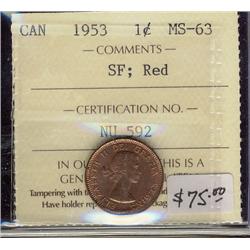 CAN 1953 1¢ MS-63
COMMENTS
SF; Red
CERTIFICATION NO.
NU 592
IN OU THIS IS A
GEN
Tampering with
Have holder rep ckag
$75.00